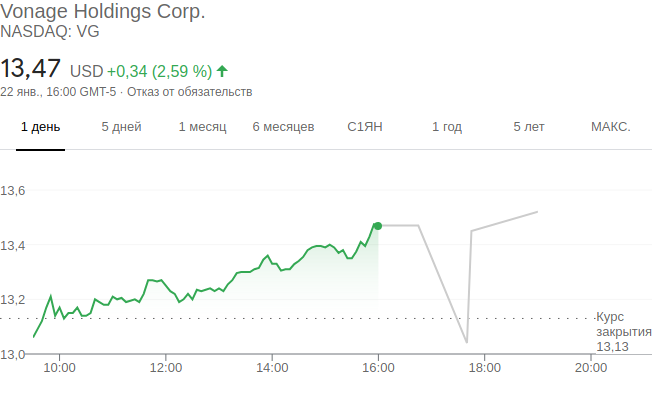 Vonage Holdings Corp.
NASDAQ: VG
13,47 USD +0,34 (2,59 %)
22 янв., 16:00 GMT-5 · Отказ от обязательств
1 день 5 дней 1 месяц 6 месяцев С1ЯН 1 год 5 лет МАКС.
13,6
13,4
13,2
Курс
закрытия
13,13
13,0
10:00 12:00 14:00 16:00 18:00 20:00